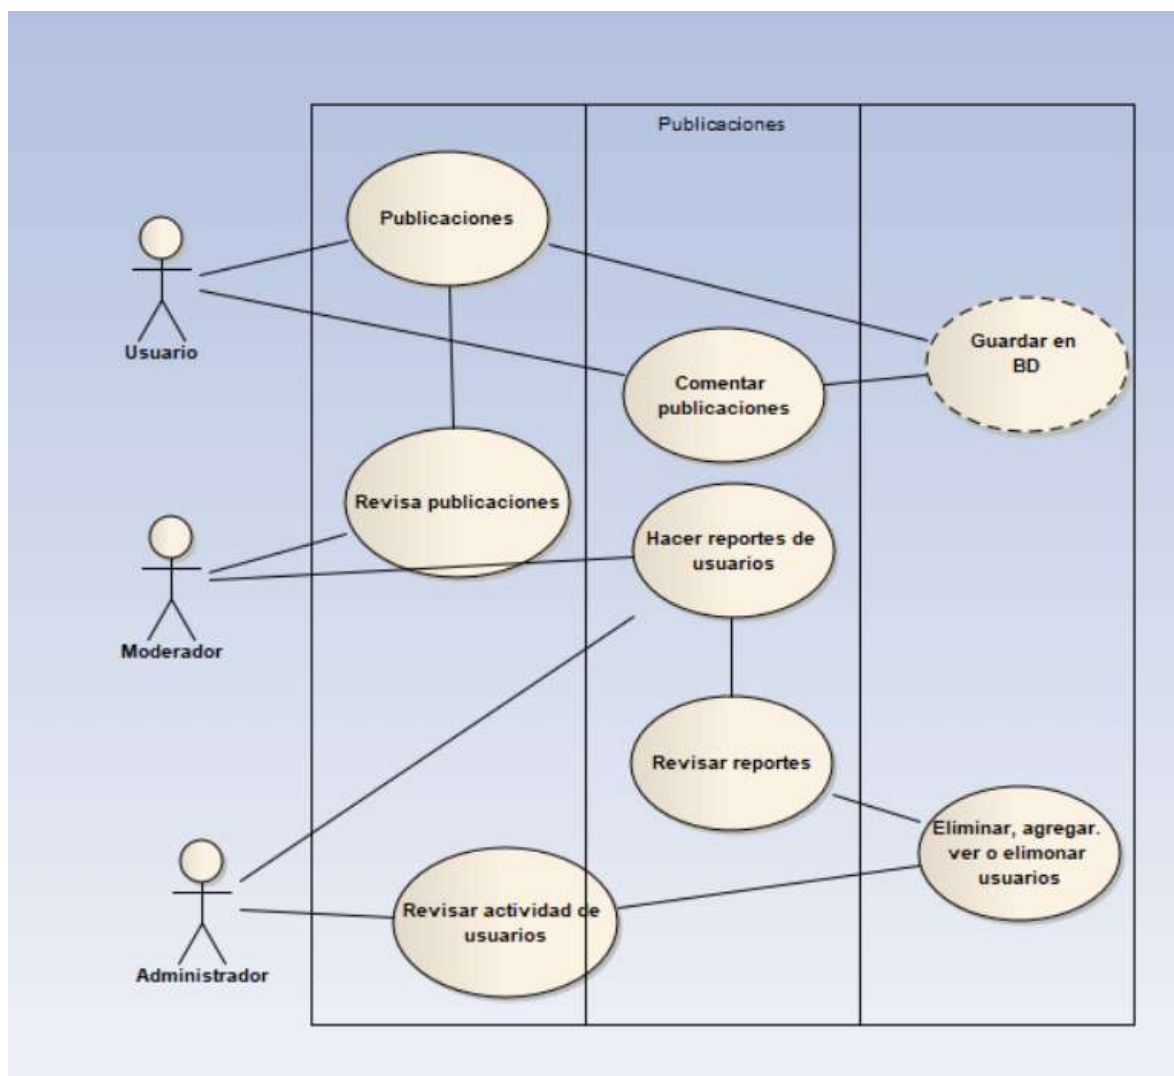 Publicaciones
Publicaciones
Usuario
Guardar en
BD
Comentar
publicaciones
Revisa publicaciones
Hacer reportes de
usuarios
Moderador
Revisar reportes
Eliminar, agregar.
ver o elimonar
usuarios
Revisar actividad de
usuarios
Administrador